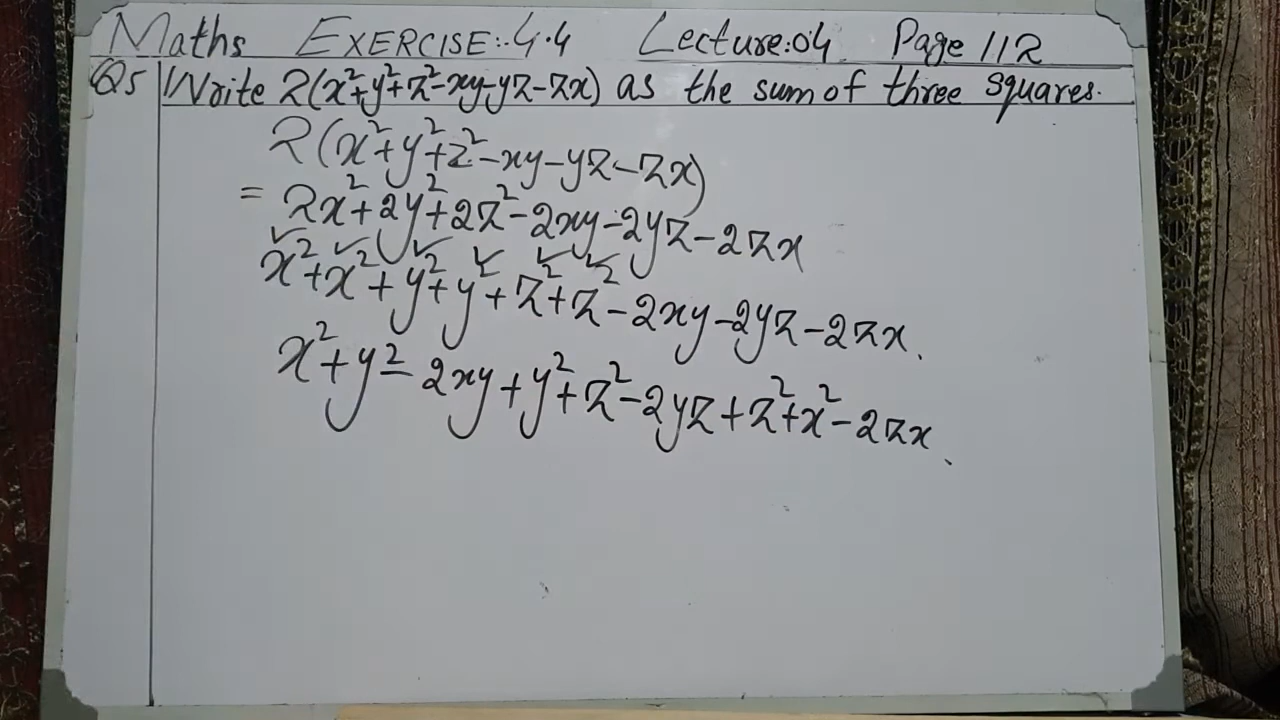 Maths EXERCISE:-4.4 Lecture:04 Page 112
Q5 Write 2(x²+y²+z²-xy-yz-zx) as the sum of three squares.
2(x²+y²+z²-xy-yz-zx)
= 2x²+2y²+2z²-2xy-2yz-2zx
x²+x²+y²+y²+z²+z²-2xy-2yz-2zx.
x²+y²-2xy+y²+z²-2yz+z²+x²-2zx.